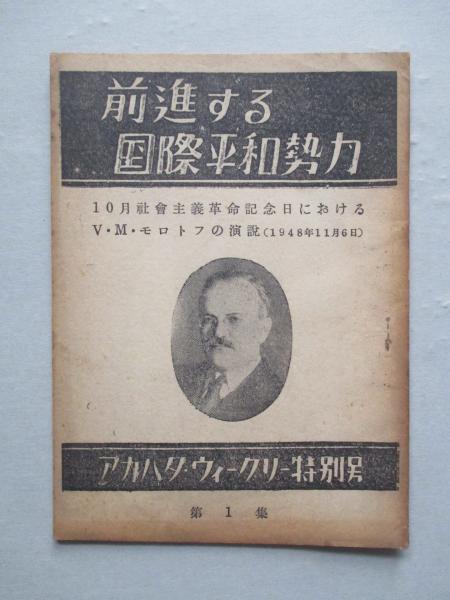 前進する
国際平和勢力
10月社會主義革命記念日における
V・M・モロトフの演説(1948年11月6日)
アカハタ・ウィークリー特別号
第1集